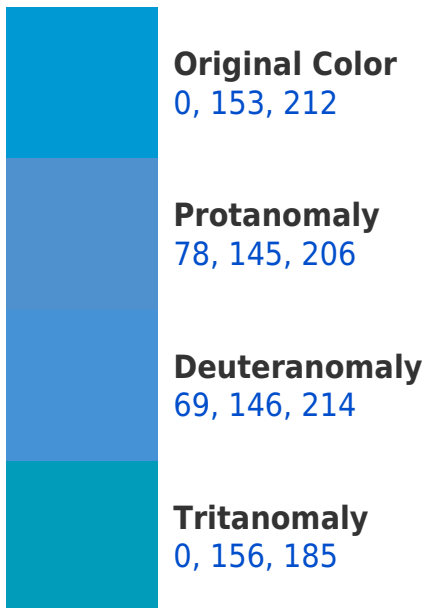 Original Color
0, 153, 212
Protanomaly
78, 145, 206
Deuteranomaly
69, 146, 214
Tritanomaly
0, 156, 185